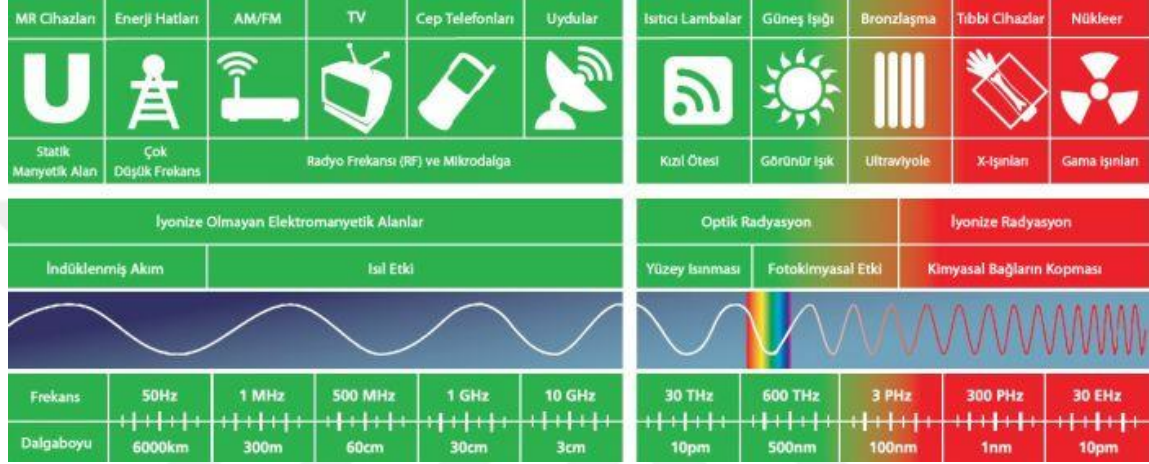 MR Cihazları Enerji Hatları AM/FM TV Cep Telefonları Uydular Isıtıcı Lambalar Güneş Işığı Bronzlaşma Tıbbi Cihazlar Nükleer
Statik Manyetik Alan
Çok Düşük Frekans
Radyo Frekansı (RF) ve Mikrodalga
Kızıl Ötesi
Görünür Işık
Ultraviyole
X-Işınları
Gama Işınları
İyonize Olmayan Elektromanyetik Alanlar Optik Radyasyon İyonize Radyasyon
İndüklenmiş Akım Isıl Etki Yüzey Isınması Fotokimyasal Etki Kimyasal Bağların Kopması
Frekans 50Hz 1 MHz 500 MHz 1 GHz 10 GHz 30 THz 600 THz 3 PHz 300 PHz 30 EHz
Dalgaboyu 6000km 300m 60cm 30cm 3cm 10pm 500nm 100nm 1nm 10pm